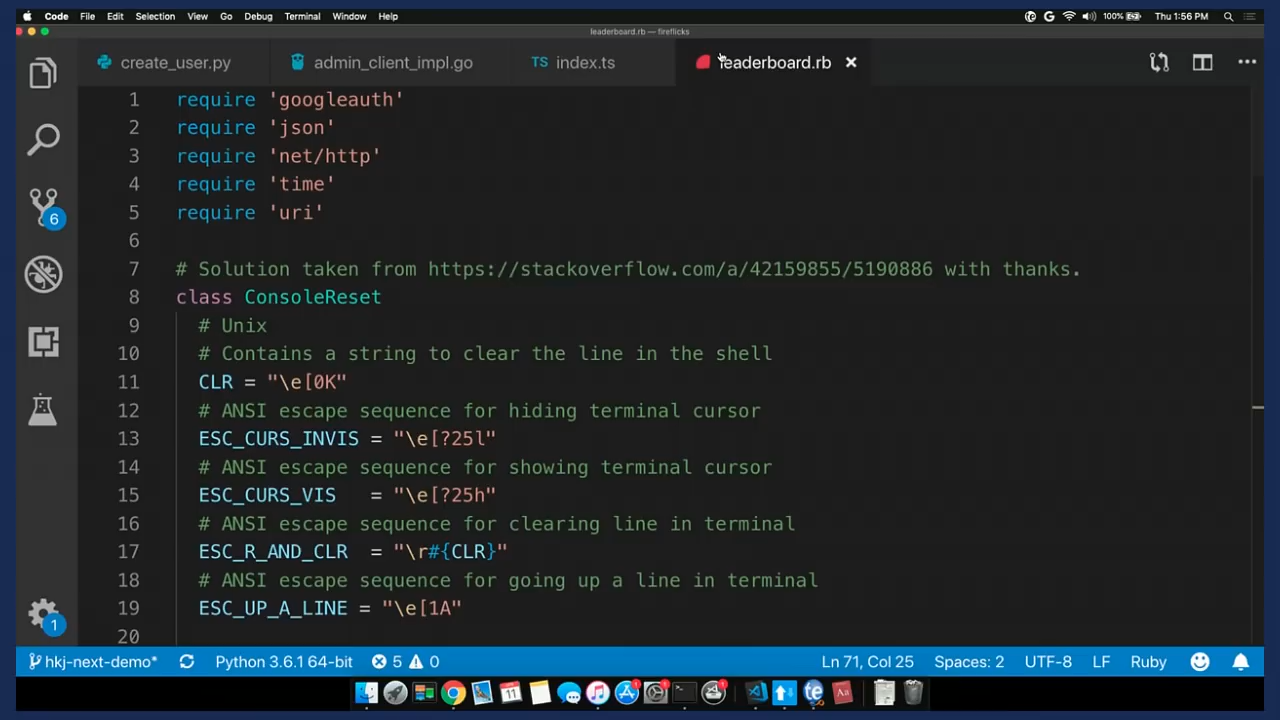 Code File Edit Selection View Go Debug Terminal Window Help 100% Thu 1:56 PM
leaderboard.rb — fireflicks
create_user.py admin_client_impl.go TS index.ts leaderboard.rb
1 require 'googleauth'
2 require 'json'
3 require 'net/http'
4 require 'time'
5 require 'uri'
6
7 # Solution taken from https://stackoverflow.com/a/42159855/5190886 with thanks.
8 class ConsoleReset
9 # Unix
10 # Contains a string to clear the line in the shell
11 CLR = "\e[0K"
12 # ANSI escape sequence for hiding terminal cursor
13 ESC_CURS_INVIS = "\e[?25l"
14 # ANSI escape sequence for showing terminal cursor
15 ESC_CURS_VIS = "\e[?25h"
16 # ANSI escape sequence for clearing line in terminal
17 ESC_R_AND_CLR = "\r#{CLR}"
18 # ANSI escape sequence for going up a line in terminal
19 ESC_UP_A_LINE = "\e[1A"
20
6
1
hkj-next-demo* Python 3.6.1 64-bit 5 0 Ln 71, Col 25 Spaces: 2 UTF-8 LF Ruby